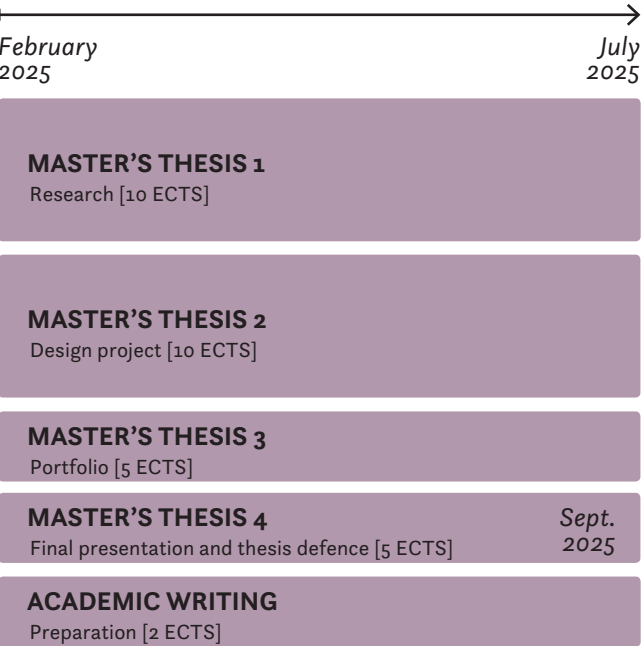 February
2025
July
2025
MASTER’S THESIS 1
Research [10 ECTS]
MASTER’S THESIS 2
Design project [10 ECTS]
MASTER’S THESIS 3
Portfolio [5 ECTS]
MASTER’S THESIS 4
Final presentation and thesis defence [5 ECTS]
Sept.
2025
ACADEMIC WRITING
Preparation [2 ECTS]